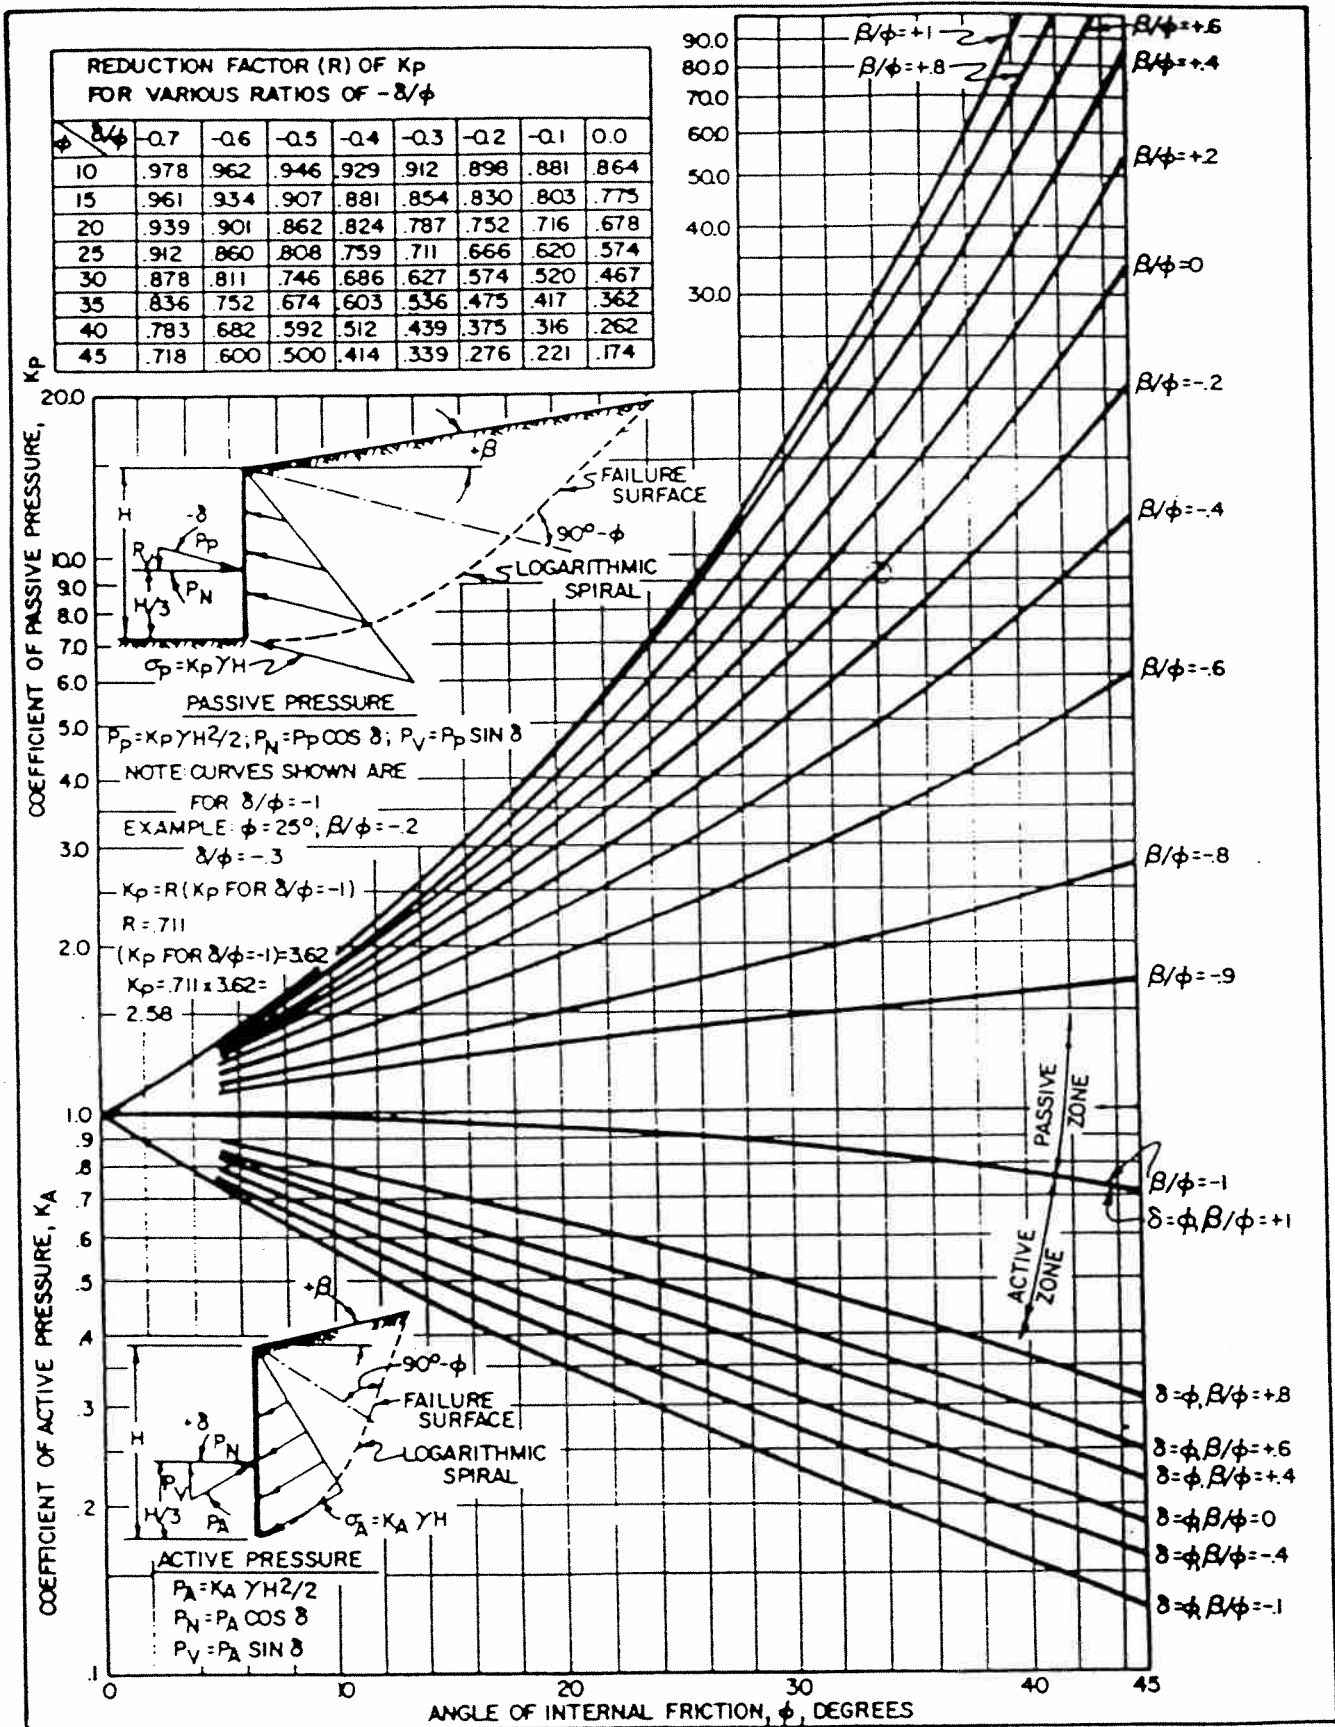 REDUCTION FACTOR (R) OF KP
FOR VARIOUS RATIOS OF -δ/ϕ
ϕ δ/ϕ -0.7 -0.6 -0.5 -0.4 -0.3 -0.2 -0.1 0.0
10 .978 .962 .946 .929 .912 .898 .881 .864
15 .961 .934 .907 .881 .854 .830 .803 .775
20 .939 .901 .862 .824 .787 .752 .716 .678
25 .912 .860 .808 .759 .711 .666 .620 .574
30 .878 .811 .746 .686 .627 .574 .520 .467
35 .836 .752 .674 .603 .536 .475 .417 .362
40 .783 .682 .592 .512 .439 .375 .316 .262
45 .718 .600 .500 .414 .339 .276 .221 .174
90.0
80.0
70.0
60.0
50.0
40.0
30.0
β/ϕ=+1
β/ϕ=+.8
β/ϕ=+.6
β/ϕ=+.4
β/ϕ=+.2
β/ϕ=0
β/ϕ=-.2
β/ϕ=-.4
β/ϕ=-.6
β/ϕ=-.8
β/ϕ=-.9
β/ϕ=-1
δ=ϕ,β/ϕ=+1
δ=ϕ,β/ϕ=+.8
δ=ϕ,β/ϕ=+.6
δ=ϕ,β/ϕ=+.4
δ=ϕ,β/ϕ=0
δ=ϕ,β/ϕ=-.4
δ=ϕ,β/ϕ=-.1
COEFFICIENT OF PASSIVE PRESSURE, KP
20.0
10.0
9.0
8.0
7.0
6.0
5.0
4.0
3.0
2.0
1.0
.9
.8
.7
.6
.5
.4
.3
.2
.1
+β
FAILURE
SURFACE
90°-ϕ
LOGARITHMIC
SPIRAL
H
-δ
PP
PV
PN
H/3
σP=KPγH
PASSIVE PRESSURE
PP=KPγH2/2; PN=PP COS δ; PV=PP SIN δ
NOTE: CURVES SHOWN ARE
FOR δ/ϕ=-1
EXAMPLE: ϕ=25°; β/ϕ=-.2
δ/ϕ=-.3
KP=R(KP FOR δ/ϕ=-1)
R=.711
(KP FOR δ/ϕ=-1)=3.62
KP=.711x3.62=
2.58
PASSIVE
ZONE
ACTIVE
ZONE
COEFFICIENT OF ACTIVE PRESSURE, KA
+β
90°-ϕ
FAILURE
SURFACE
LOGARITHMIC
SPIRAL
H
+δ
PN
PV
PA
H/3
σA=KAγH
ACTIVE PRESSURE
PA=KAγH2/2
PN=PA COS δ
PV=PA SIN δ
0 10 20 30 40 45
ANGLE OF INTERNAL FRICTION, ϕ, DEGREES